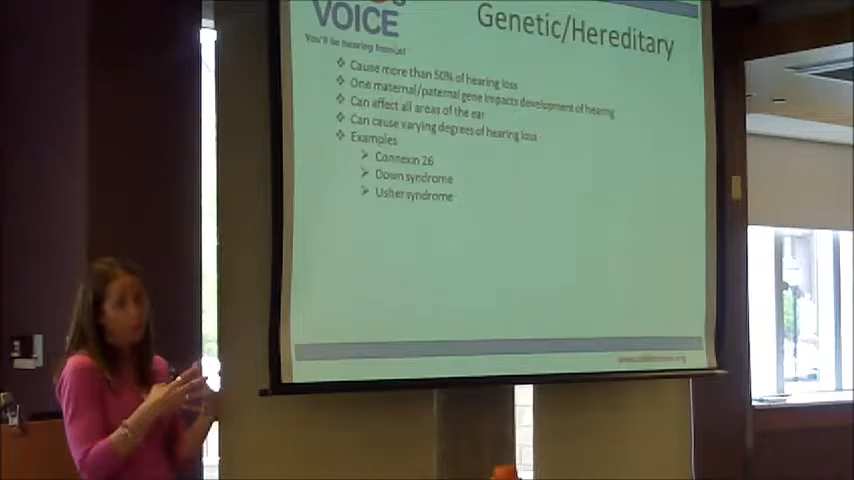 VOICE
Genetic/Hereditary
You'll be hearing from us!
❖ Cause more than 50% of hearing loss
❖ One maternal/paternal gene impacts development of hearing
❖ Can affect all areas of the ear
❖ Can cause varying degrees of hearing loss
❖ Examples
➢ Connexin 26
➢ Down syndrome
➢ Usher syndrome